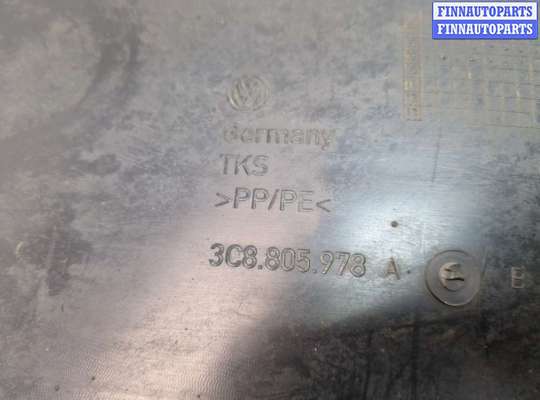 FINNAUTOPARTS
FINNAUTOPARTS
Germany
TKS
>PP/PE<
3C8.805.978 A
E